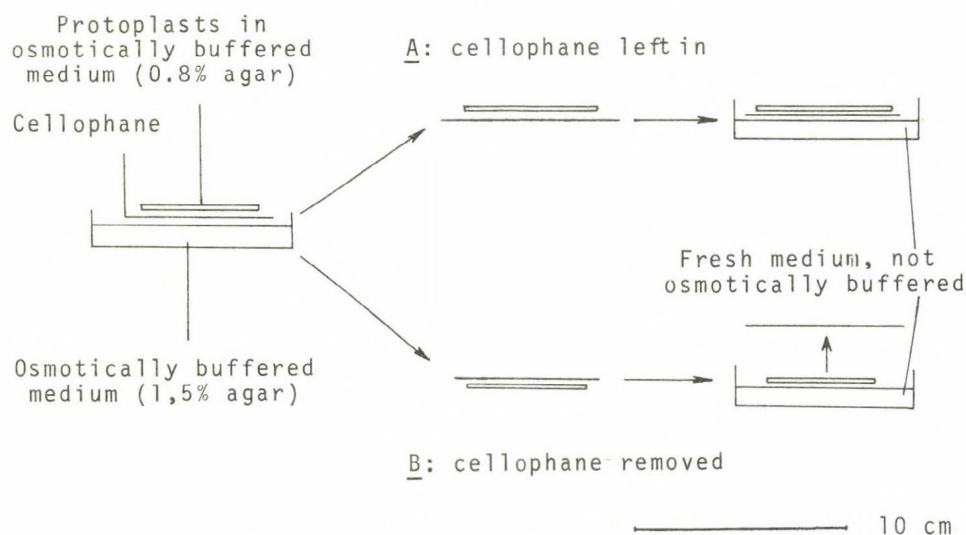 Protoplasts in
osmotically buffered
medium (0.8% agar)
Cellophane
A: cellophane left in
Fresh medium, not
osmotically buffered
Osmotically buffered
medium (1,5% agar)
B: cellophane removed
10 cm